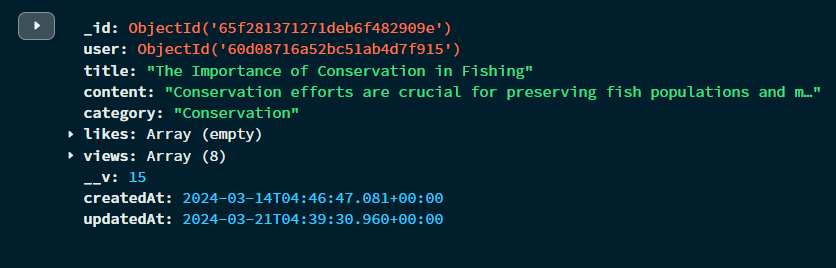 _id: ObjectId('65f281371271deb6f482909e')
user: ObjectId('60d08716a52bc51ab4d7f915')
title: "The Importance of Conservation in Fishing"
content: "Conservation efforts are crucial for preserving fish populations and m…"
category: "Conservation"
likes: Array (empty)
views: Array (8)
__v: 15
createdAt: 2024-03-14T04:46:47.081+00:00
updatedAt: 2024-03-21T04:39:30.960+00:00